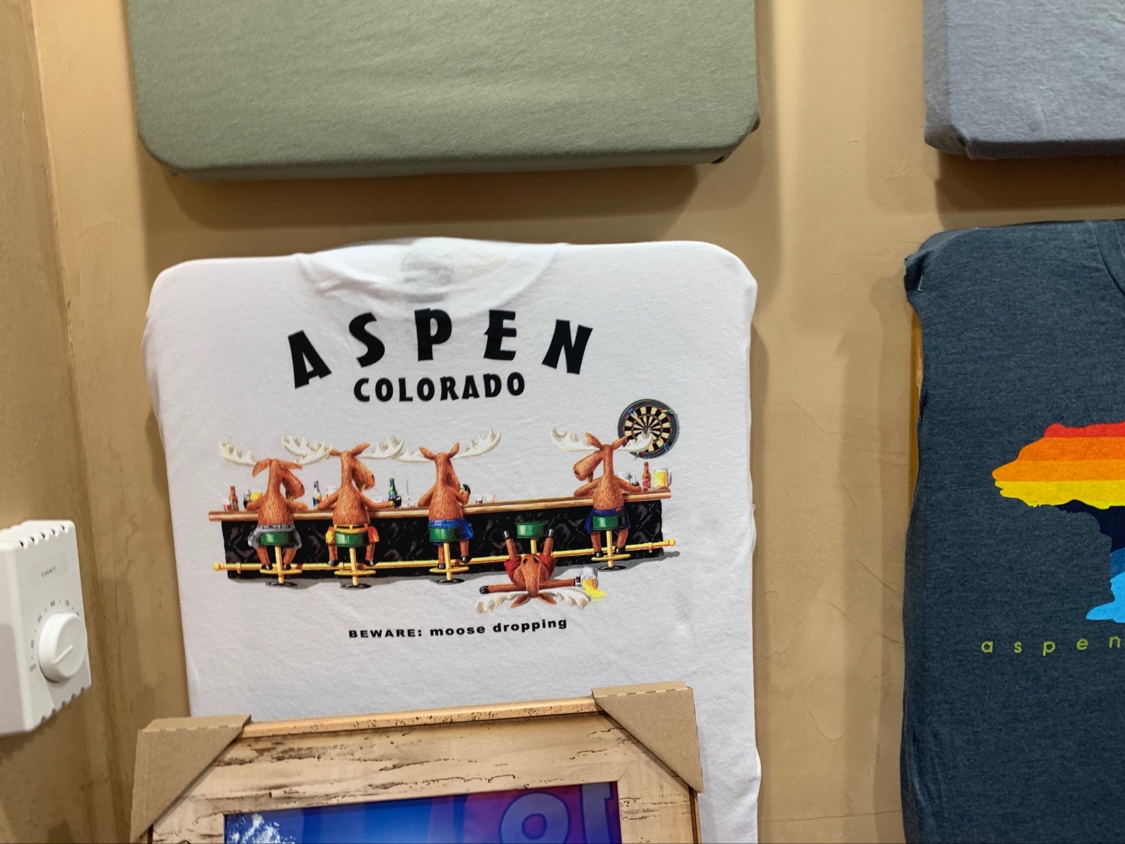 ASPEN
COLORADO
BEWARE: moose dropping
aspen